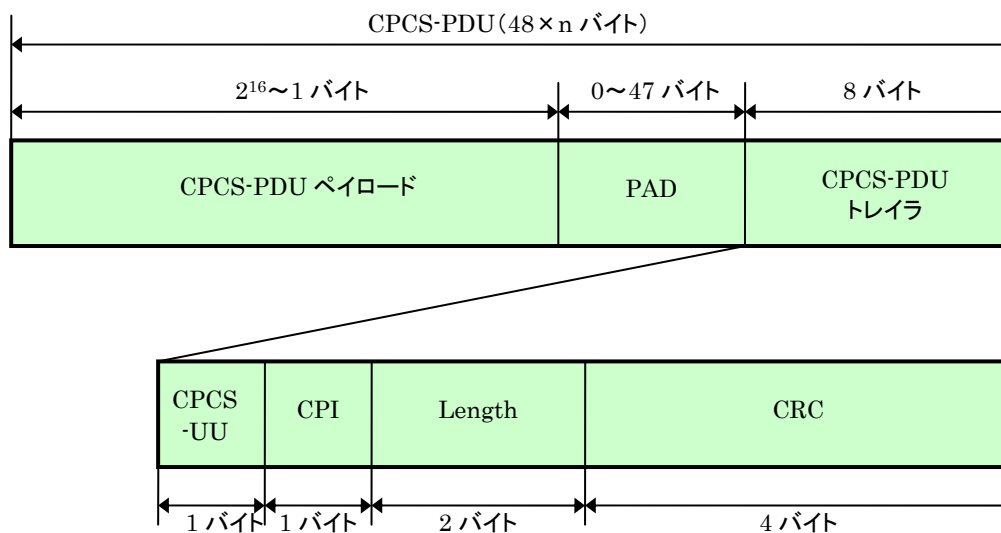 CPCS-PDU(48×n バイト)
2¹⁶～1 バイト
0～47 バイト
8 バイト
CPCS-PDU ペイロード
PAD
CPCS-PDU
トレイラ
CPCS
-UU
CPI
Length
CRC
1 バイト
1 バイト
2 バイト
4 バイト